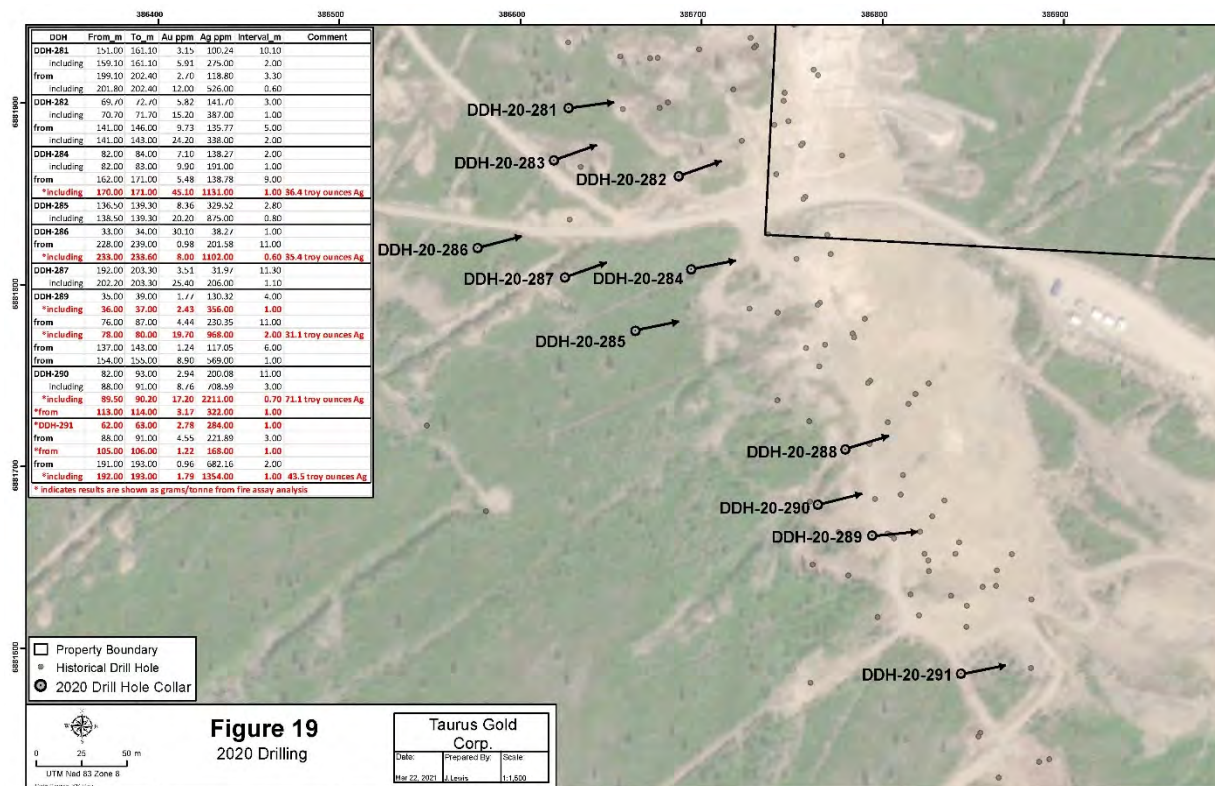 386400 386500 386600 386700 386800 386900
DDH From_m To_m Au ppm Ag ppm Interval_m Comment
DDH-281 151.00 161.10 3.15 100.24 10.10
Including 159.10 161.10 5.91 275.00 2.00
from 199.10 202.40 2.70 118.80 3.30
Including 201.80 202.40 12.00 526.00 0.60
DDH-282 69.70 72.70 5.82 141.70 3.00
Including 70.70 71.70 15.20 387.00 1.00
from 141.00 146.00 9.73 135.77 5.00
Including 141.00 143.00 24.20 338.00 2.00
DDH-284 82.00 84.00 7.10 138.27 2.00
Including 82.00 83.00 9.90 191.00 1.00
from 162.00 171.00 5.48 138.78 9.00
*including 170.00 171.00 45.10 1131.00 1.00 36.4 troy ounces Ag
DDH-285 136.50 139.30 8.36 329.52 2.80
Including 138.50 139.30 20.20 875.00 0.80
DDH-286 33.00 34.00 30.10 38.27 1.00
from 228.00 239.00 0.98 201.58 11.00
*including 233.00 233.60 8.00 1102.00 0.60 35.4 troy ounces Ag
DDH-287 192.00 203.30 3.51 31.97 11.30
Including 202.20 203.30 25.40 206.00 1.10
DDH-289 35.00 39.00 1.77 130.32 4.00
*including 36.00 37.00 2.43 356.00 1.00
from 76.00 87.00 4.44 230.35 11.00
*including 78.00 80.00 19.70 968.00 2.00 31.1 troy ounces Ag
from 137.00 143.00 1.24 117.05 6.00
from 154.00 155.00 8.90 569.00 1.00
DDH-290 82.00 93.00 2.94 200.08 11.00
Including 88.00 91.00 8.76 708.59 3.00
*including 89.50 90.20 17.20 2211.00 0.70 71.1 troy ounces Ag
*from 113.00 114.00 3.17 322.00 1.00
*DDH-291 62.00 63.00 2.78 284.00 1.00
from 88.00 91.00 4.55 221.89 3.00
*from 105.00 106.00 1.22 168.00 1.00
from 191.00 193.00 0.96 682.16 2.00
*including 192.00 193.00 1.79 1354.00 1.00 43.5 troy ounces Ag
* indicates results are shown as grams/tonne from fire assay analysis
6881900
6881800
6881700
6881600
DDH-20-281
DDH-20-283
DDH-20-282
DDH-20-286
DDH-20-287
DDH-20-284
DDH-20-285
DDH-20-288
DDH-20-290
DDH-20-289
DDH-20-291
Property Boundary
Historical Drill Hole
2020 Drill Hole Collar
0 25 50 m
UTM Nad 83 Zone 8
Figure 19
2020 Drilling
Taurus Gold
Corp.
Date: Prepared By: Scale:
Mar 22, 2021 J.Lewis 1:1,500